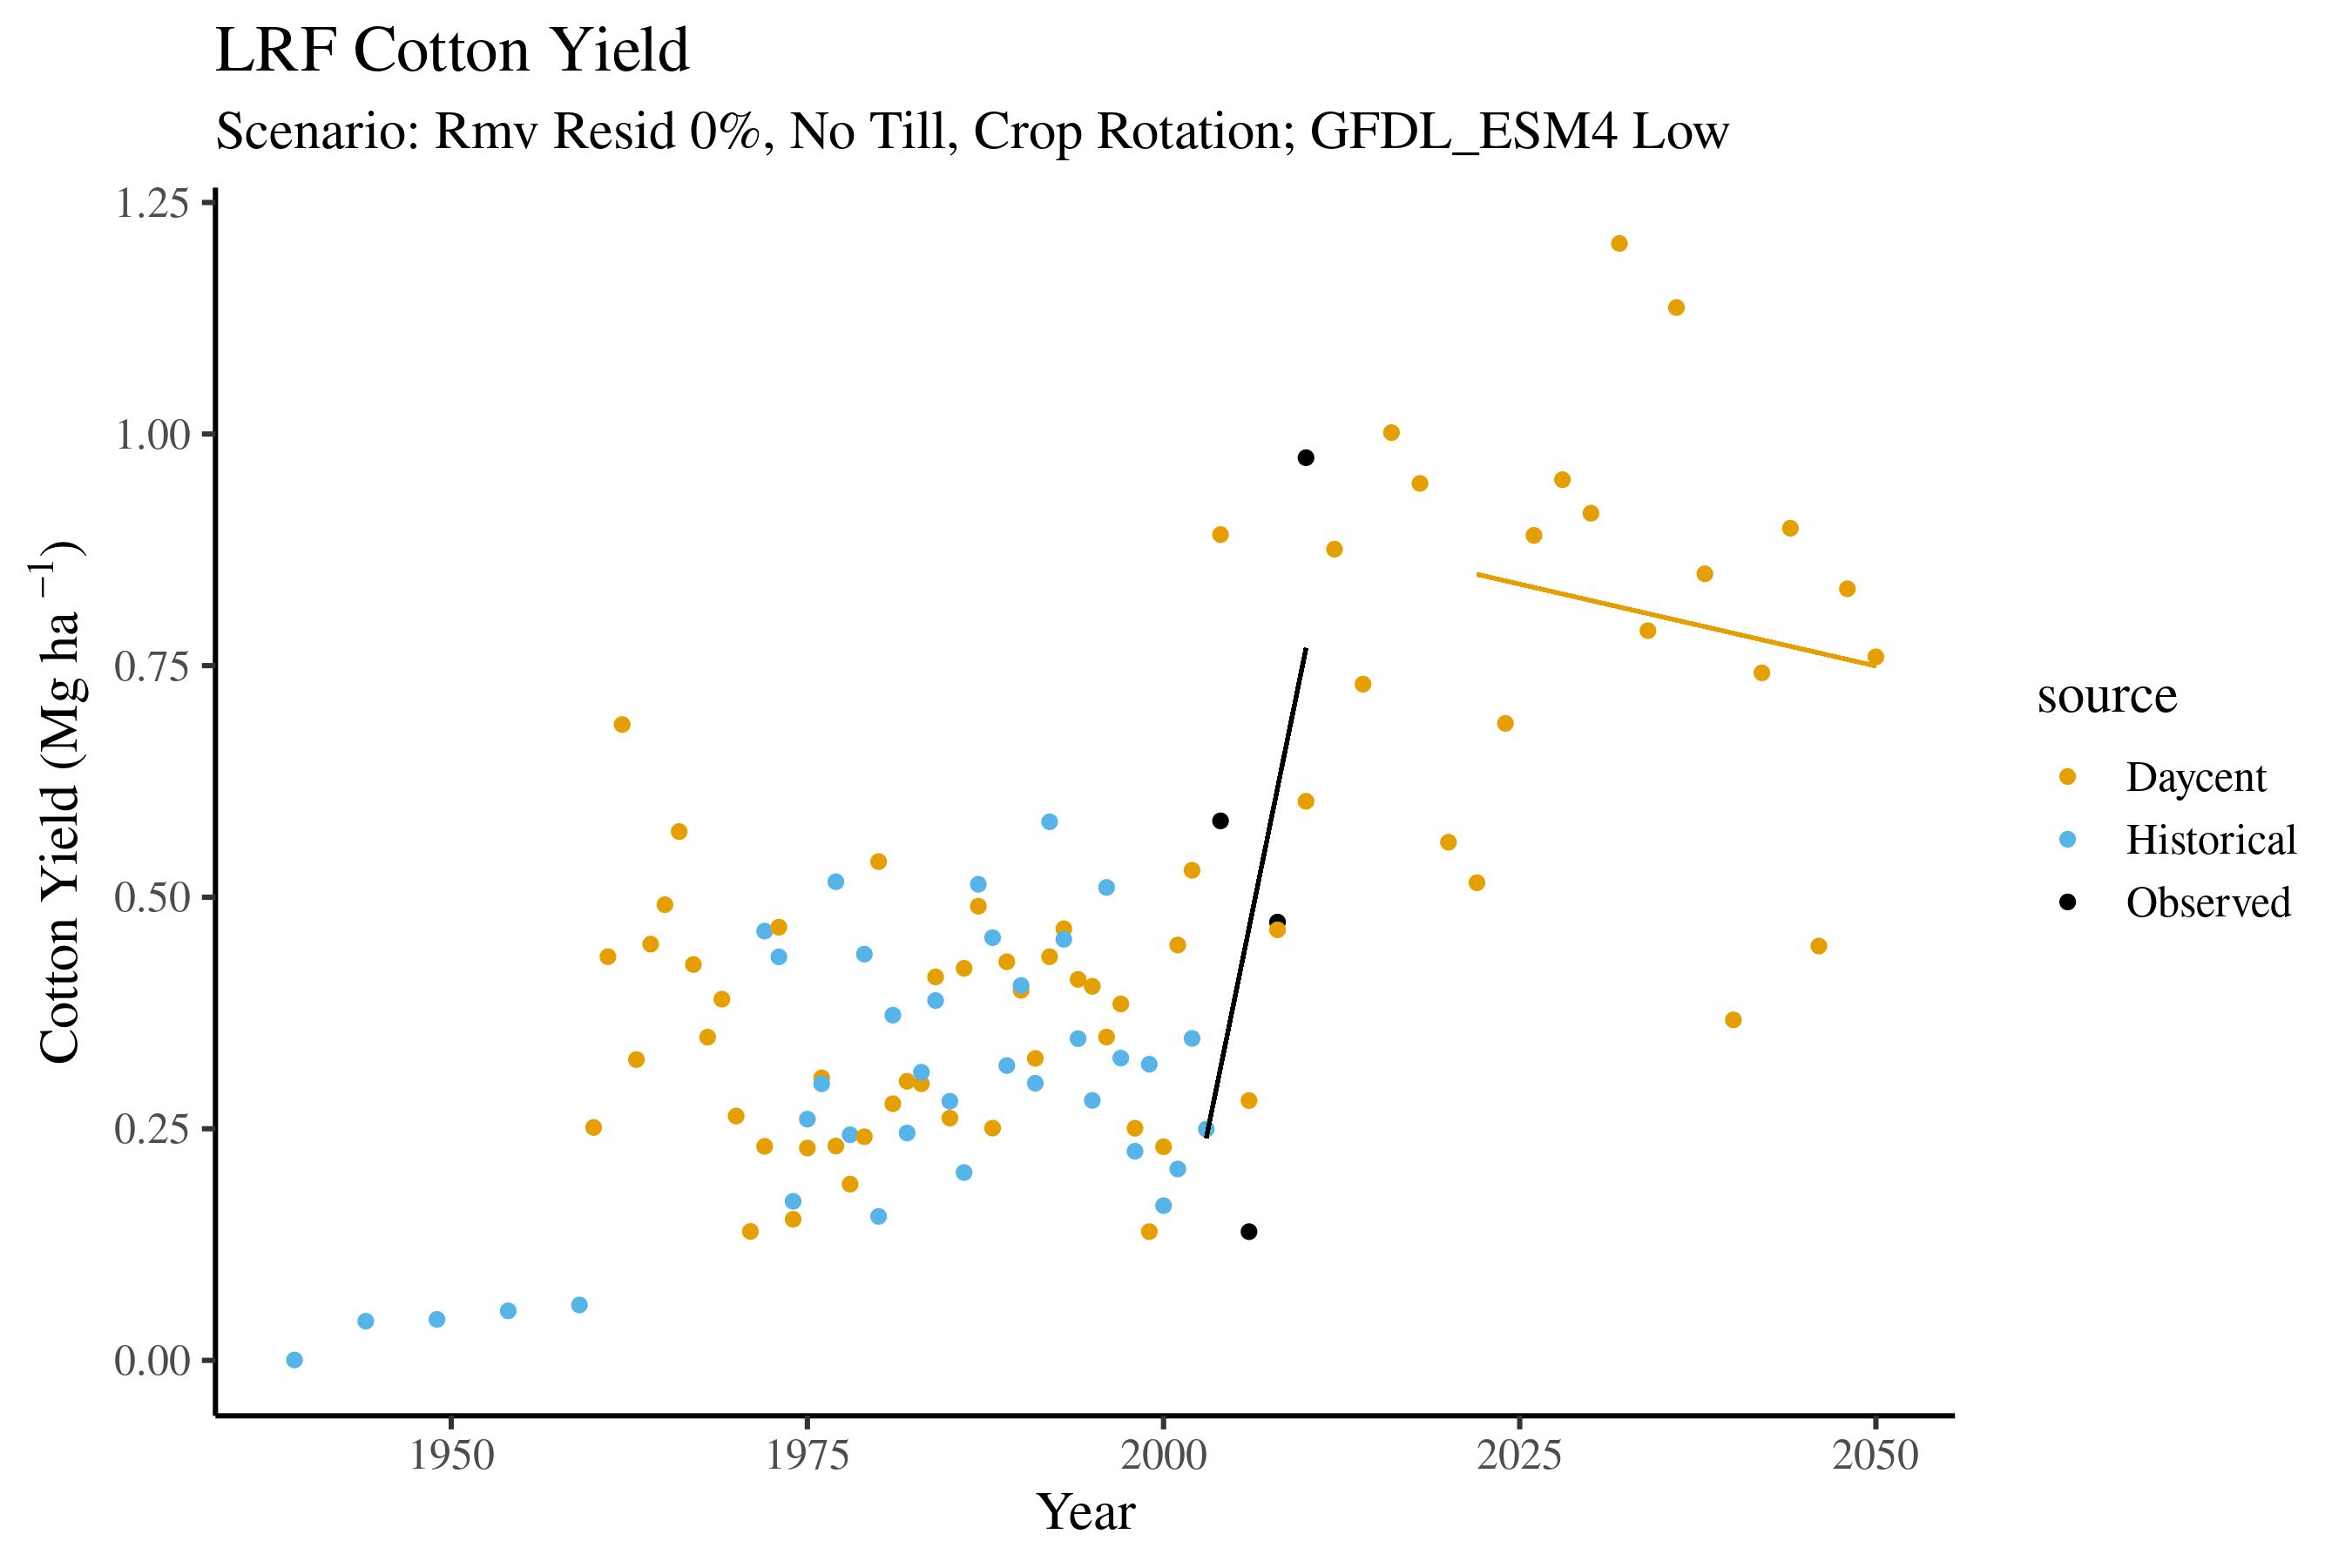 LRF Cotton Yield
Scenario: Rmv Resid 0%, No Till, Crop Rotation; GFDL_ESM4 Low
Cotton Yield (Mg ha −1)
1.25
1.00
0.75
0.50
0.25
0.00
1950 1975 2000 2025 2050
Year
source
Daycent
Historical
Observed